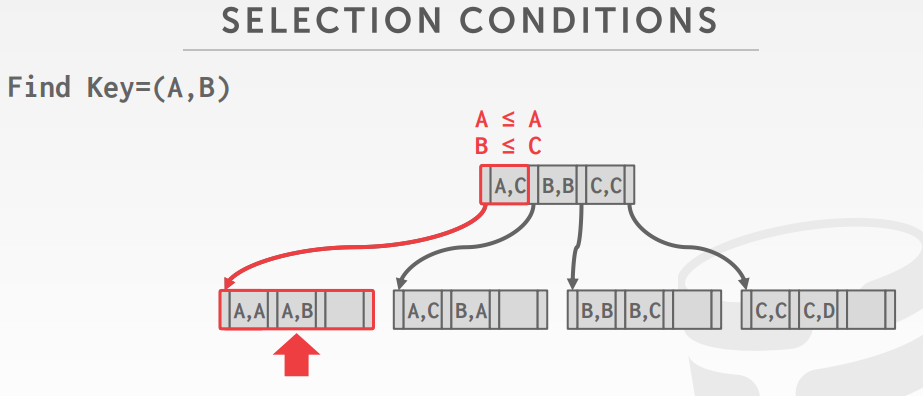 SELECTION CONDITIONS
Find Key=(A,B)
A ≤ A
B ≤ C
A,C B,B C,C
A,A A,B A,C B,A B,B B,C C,C C,D